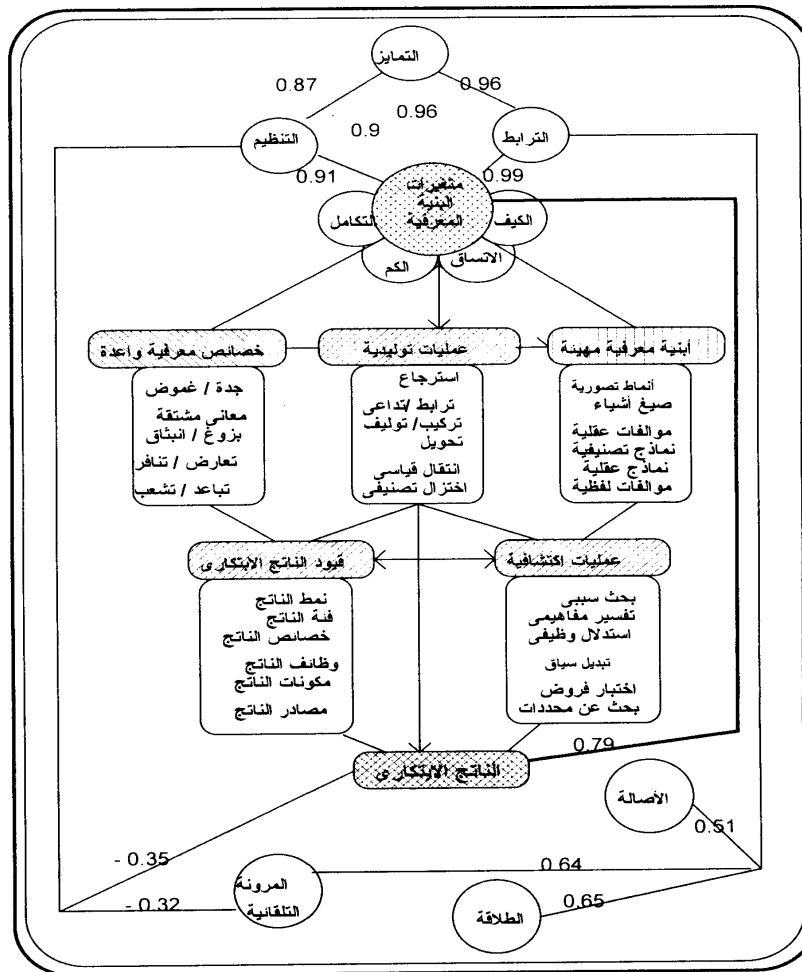 التمايز
0.87
0.96
0.96
0.9
الترابط
التنظيم
0.99
0.91
متغيرات
البنية
المعرفية
الكيف
التكامل
الاتساق
الكم
أبنية معرفية مهيئة
عمليات توليدية
خصائص معرفية واعدة
أنماط تصورية
صيغ أشياء
موالفات عقلية
نماذج تصنيفية
نماذج عقلية
موالفات لفظية
استرجاع
ترابط /تداعى
تركيب/ توليف
تحويل
انتقال قياسى
اختزال تصنيفى
جدة / غموض
معانى مشتقة
بزوغ / انبثاق
تعارض / تنافر
تباعد / تشعب
عمليات اكتشافية
قيود الناتج الابتكارى
بحث سببى
تفسير مفاهيمى
استدلال وظيفى
تبديل سياق
اختبار فروض
بحث عن محددات
نمط الناتج
فئة الناتج
خصائص الناتج
وظائف الناتج
مكونات الناتج
مصادر الناتج
0.79
الناتج الابتكارى
الأصالة
0.51
- 0.35
0.64
المرونة
التلقائية
- 0.32
0.65
الطلاقة